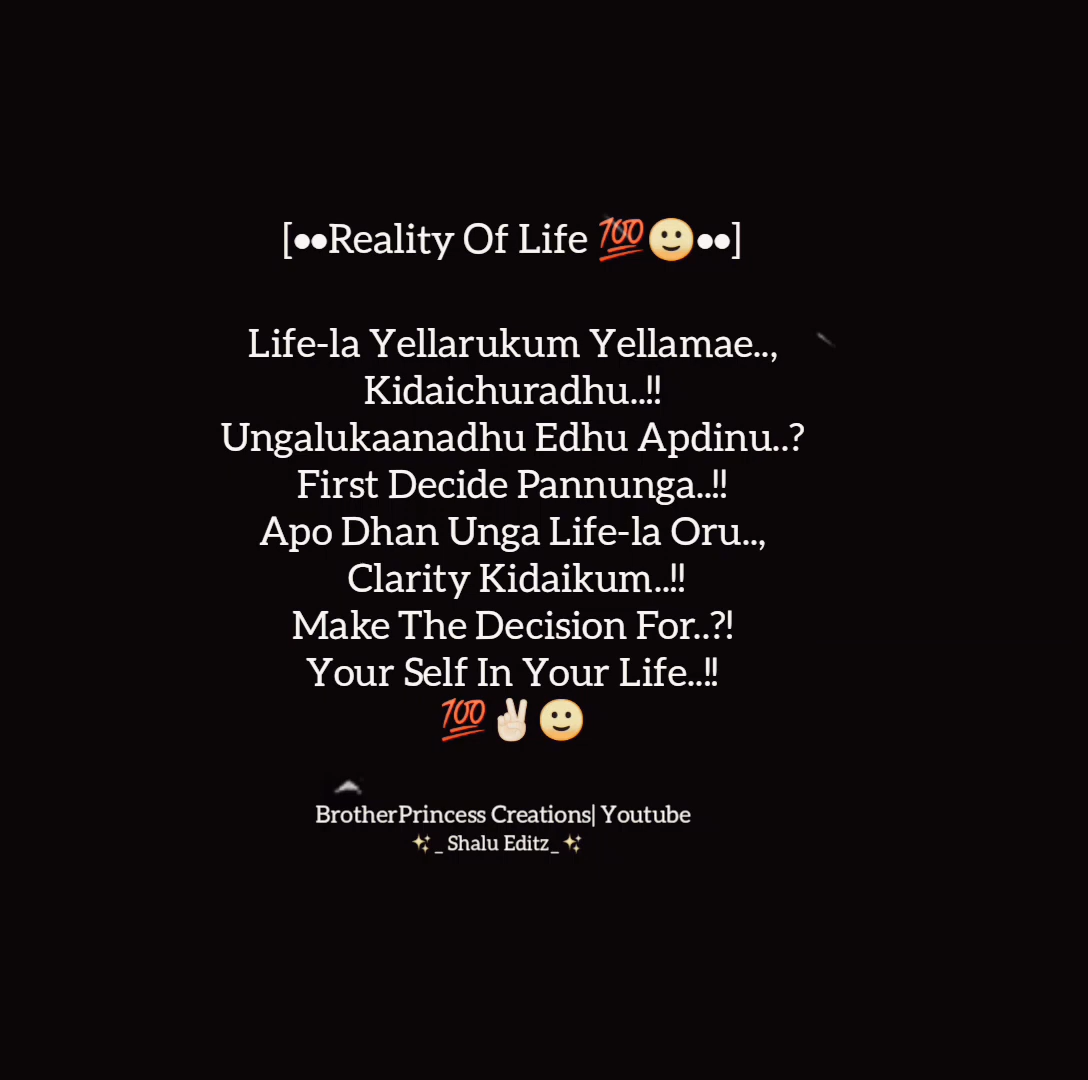 [••Reality Of Life 💯🙂••]
Life-la Yellarukum Yellamae..,
Kidaichuradhu..!!
Ungalukaanadhu Edhu Apdinu..?
First Decide Pannunga..!!
Apo Dhan Unga Life-la Oru..,
Clarity Kidaikum..!!
Make The Decision For..?!
Your Self In Your Life..!!
💯✌🏻🙂
BrotherPrincess Creations| Youtube
✨_ Shalu Editz_✨